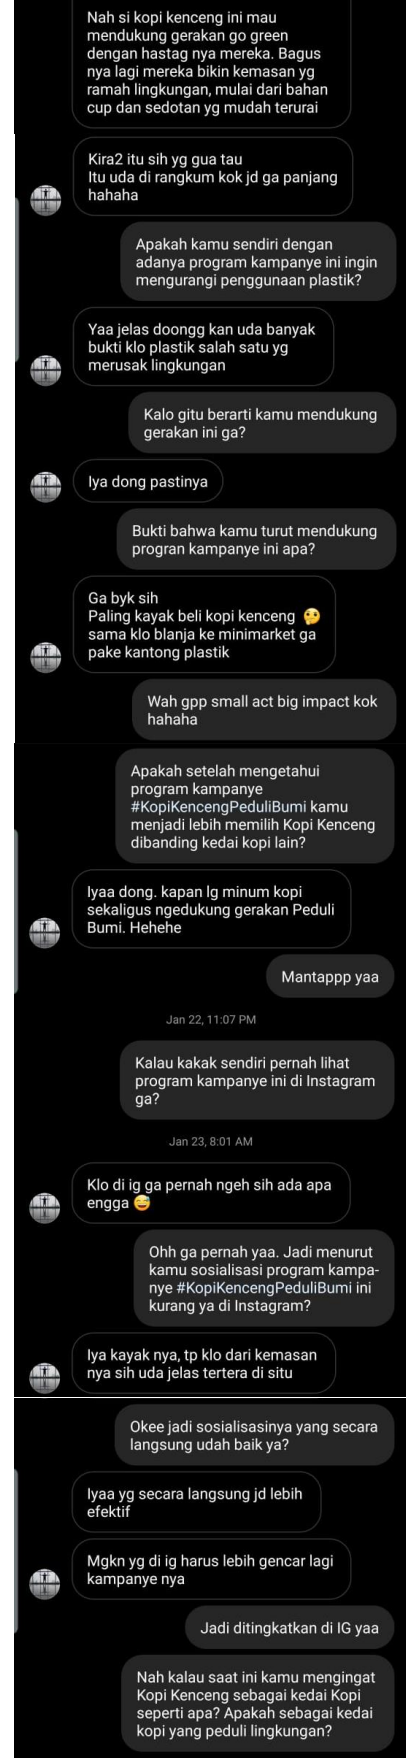 Nah si kopi kenceng ini mau
mendukung gerakan go green
dengan hastag nya mereka. Bagus
nya lagi mereka bikin kemasan yg
ramah lingkungan, mulai dari bahan
cup dan sedotan yg mudah terurai
Kira2 itu sih yg gua tau
Itu uda di rangkum kok jd ga panjang
hahaha
Apakah kamu sendiri dengan
adanya program kampanye ini ingin
mengurangi penggunaan plastik?
Yaa jelas doongg kan uda banyak
bukti klo plastik salah satu yg
merusak lingkungan
Kalo gitu berarti kamu mendukung
gerakan ini ga?
Iya dong pastinya
Bukti bahwa kamu turut mendukung
progran kampanye ini apa?
Ga byk sih
Paling kayak beli kopi kenceng 🤔
sama klo blanja ke minimarket ga
pake kantong plastik
Wah gpp small act big impact kok
hahaha
Apakah setelah mengetahui
program kampanye
#KopiKencengPeduliBumi kamu
menjadi lebih memilih Kopi Kenceng
dibanding kedai kopi lain?
Iyaa dong. kapan lg minum kopi
sekaligus ngedukung gerakan Peduli
Bumi. Hehehe
Mantappp yaa
Jan 22, 11:07 PM
Kalau kakak sendiri pernah lihat
program kampanye ini di Instagram
ga?
Jan 23, 8:01 AM
Klo di ig ga pernah ngeh sih ada apa
engga 😅
Ohh ga pernah yaa. Jadi menurut
kamu sosialisasi program kampa-
nye #KopiKencengPeduliBumi ini
kurang ya di Instagram?
Iya kayak nya, tp klo dari kemasan
nya sih uda jelas tertera di situ
Okee jadi sosialisasinya yang secara
langsung udah baik ya?
Iyaa yg secara langsung jd lebih
efektif
Mgkn yg di ig harus lebih gencar lagi
kampanye nya
Jadi ditingkatkan di IG yaa
Nah kalau saat ini kamu mengingat
Kopi Kenceng sebagai kedai Kopi
seperti apa? Apakah sebagai kedai
kopi yang peduli lingkungan?